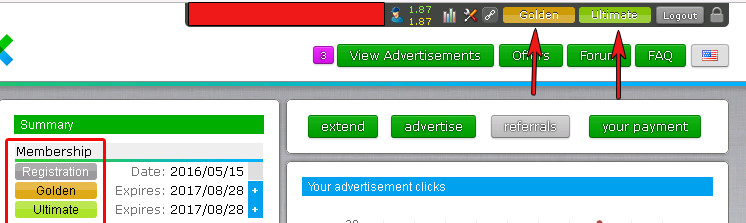 1.87
1.87
Golden
Ultimate
Logout
3
View Advertisements
Offers
Forum
FAQ
Summary
extend
advertise
referrals
your payment
Membership
Registration
Date: 2016/05/15
Golden
Expires: 2017/08/28
+
Ultimate
Expires: 2017/08/28
+
Your advertisement clicks